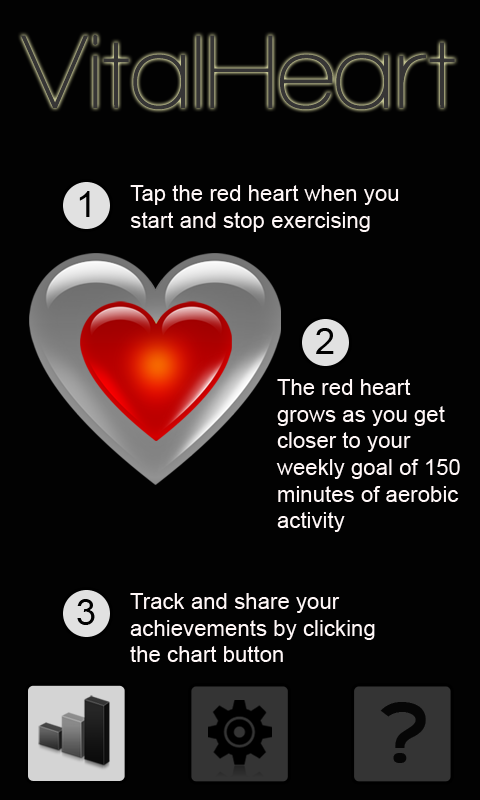 VitalHeart
1
Tap the red heart when you
start and stop exercising
2
The red heart
grows as you get
closer to your
weekly goal of 150
minutes of aerobic
activity
3
Track and share your
achievements by clicking
the chart button
?